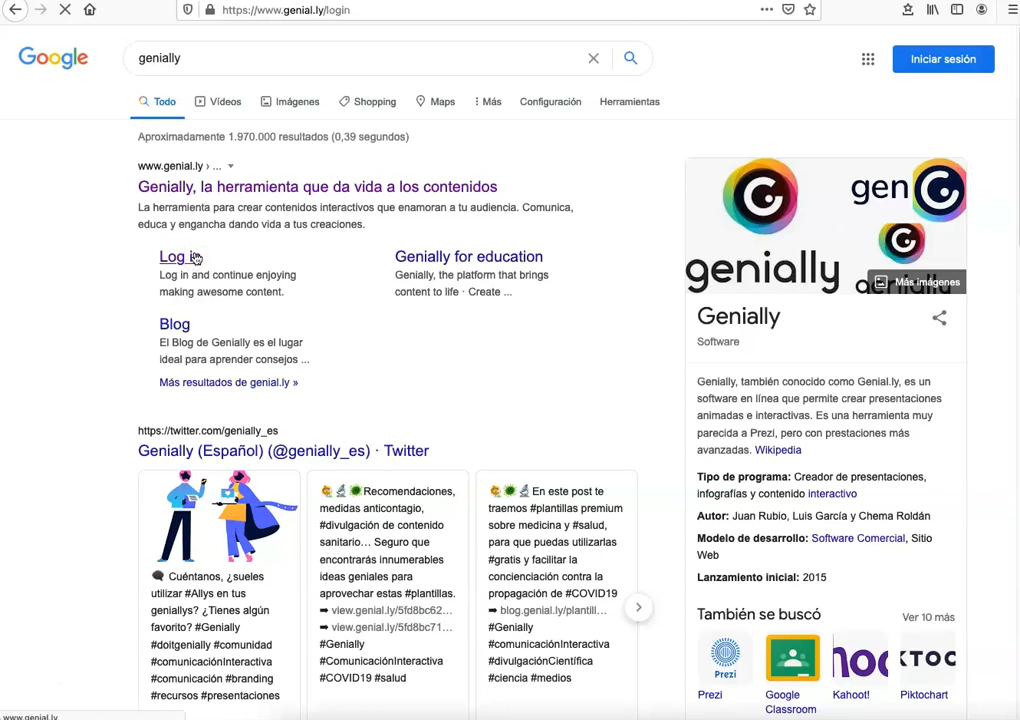 https://www.genial.ly/login
Google
genially
Iniciar sesión
Todo
Vídeos
Imágenes
Shopping
Maps
Más
Configuración
Herramientas
Aproximadamente 1.970.000 resultados (0,39 segundos)
www.genial.ly › ...
Genially, la herramienta que da vida a los contenidos
La herramienta para crear contenidos interactivos que enamoran a tu audiencia. Comunica,
educa y engancha dando vida a tus creaciones.
Log in
Log in and continue enjoying
making awesome content.
Genially for education
Genially, the platform that brings
content to life · Create ...
Blog
El Blog de Genially es el lugar
ideal para aprender consejos ...
Más resultados de genial.ly »
https://twitter.com/genially_es
Genially (Español) (@genially_es) · Twitter
Cuéntanos, ¿sueles
utilizar #Allys en tus
geniallys? ¿Tienes algún
favorito? #Genially
#doitgenially #comunidad
#comunicaciónInteractiva
#comunicación #branding
#recursos #presentaciones
Recomendaciones,
medidas anticontagio,
#divulgación de contenido
sanitario... Seguro que
encontrarás innumerables
ideas geniales para
aprovechar estas #plantillas.
➡ view.genial.ly/5fd8bc62...
➡ view.genial.ly/5fd8bc71...
#Genially
#ComunicaciónInteractiva
#COVID19 #salud
En este post te
traemos #plantillas premium
sobre medicina y #salud,
para que puedas utilizarlas
#gratis y facilitar la
concienciación contra la
propagación de #COVID19
➡ blog.genial.ly/plantill...
#Genially
#comunicaciónInteractiva
#divulgaciónCientífica
#ciencia #medios
gen
genially
genially
Más imágenes
Genially
Software
Genially, también conocido como Genial.ly, es un
software en línea que permite crear presentaciones
animadas e interactivas. Es una herramienta muy
parecida a Prezi, pero con prestaciones más
avanzadas. Wikipedia
Tipo de programa: Creador de presentaciones,
infografías y contenido interactivo
Autor: Juan Rubio, Luis García y Chema Roldán
Modelo de desarrollo: Software Comercial, Sitio
Web
Lanzamiento inicial: 2015
También se buscó
Ver 10 más
Prezi
Prezi
Google
Classroom
Kahoot!
Piktochart
www.genial.ly